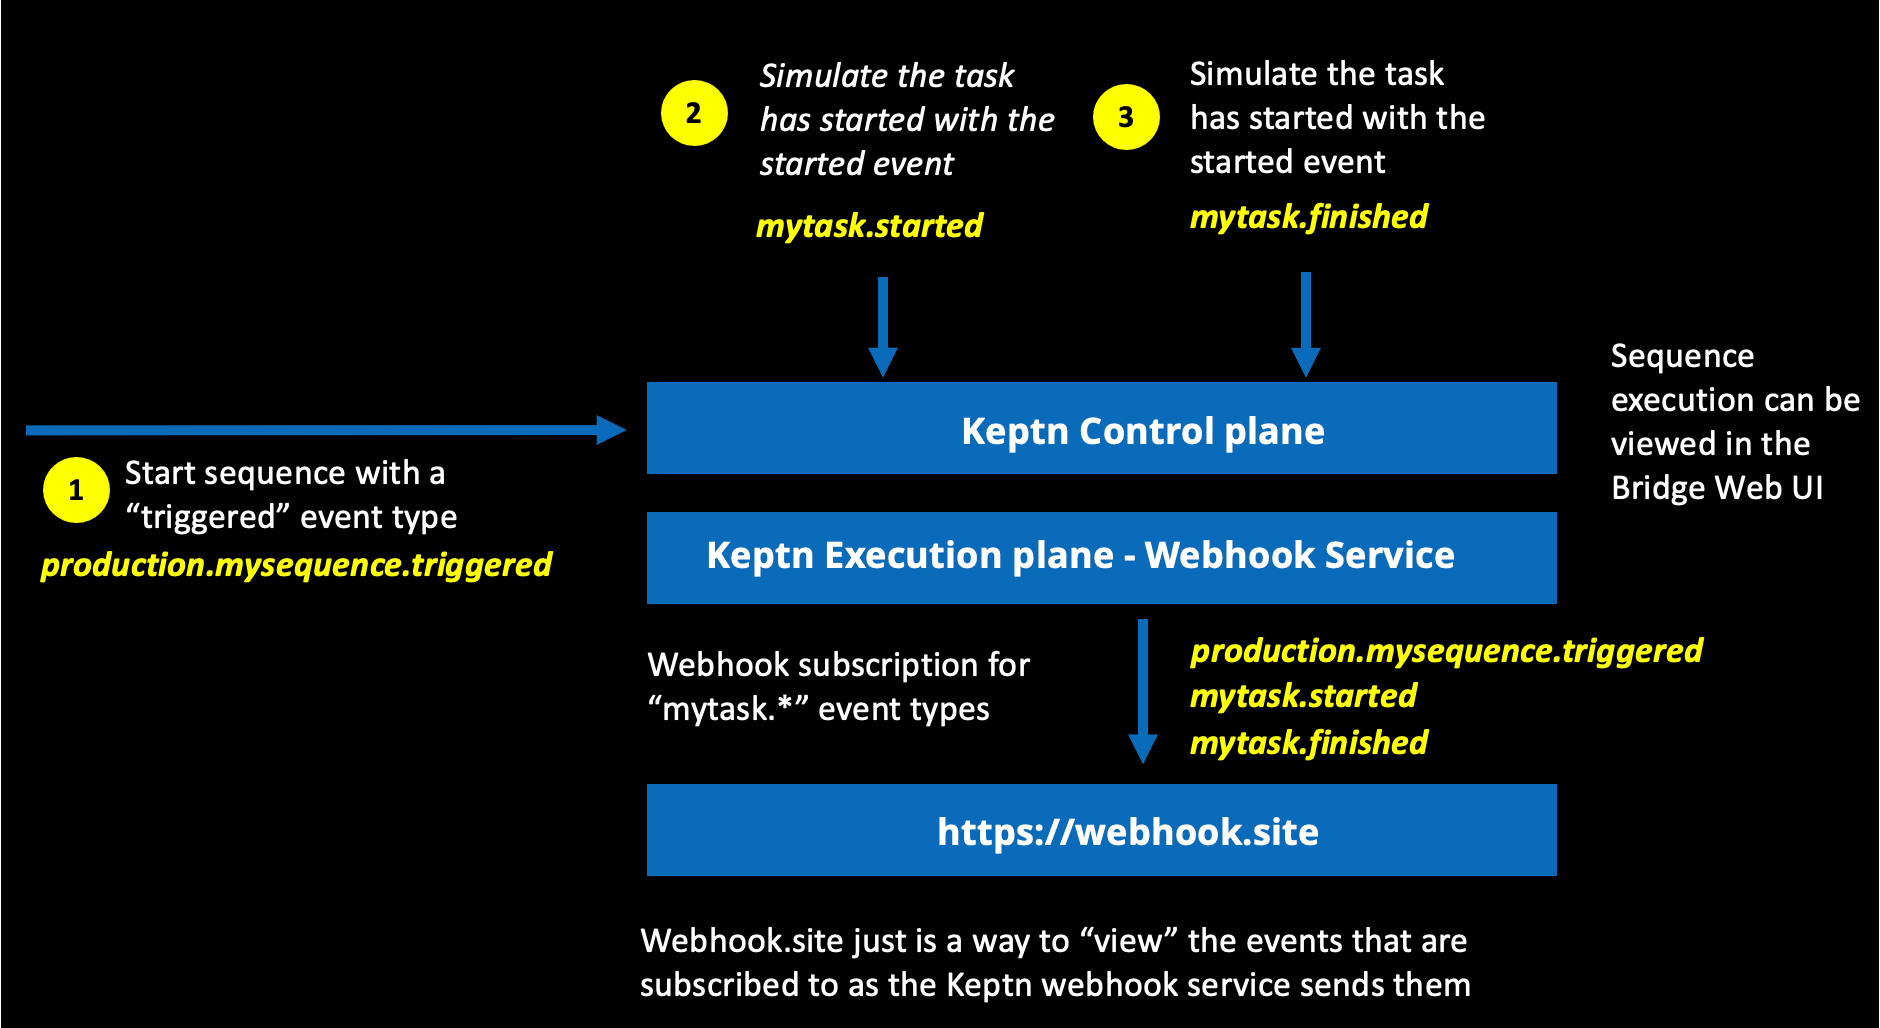 2
Simulate the task
has started with the
started event
mytask.started
3
Simulate the task
has started with the
started event
mytask.finished
1
Start sequence with a
“triggered” event type
production.mysequence.triggered
Keptn Control plane
Sequence
execution can be
viewed in the
Bridge Web UI
Keptn Execution plane - Webhook Service
Webhook subscription for
“mytask.*” event types
production.mysequence.triggered
mytask.started
mytask.finished
https://webhook.site
Webhook.site just is a way to “view” the events that are
subscribed to as the Keptn webhook service sends them